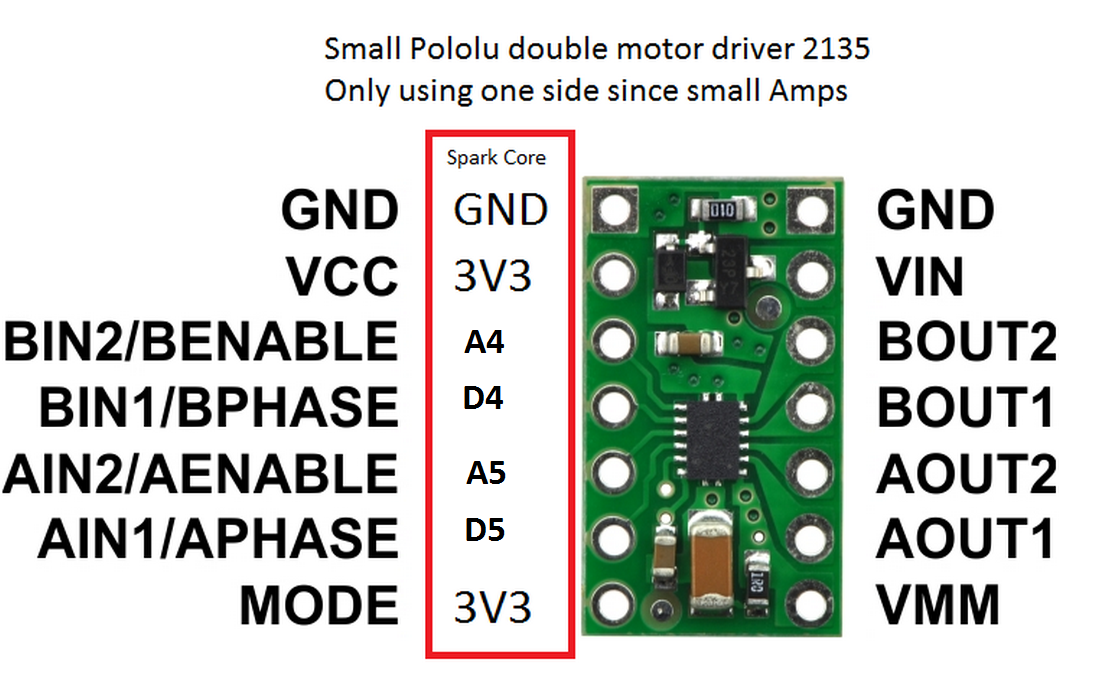 Small Pololu double motor driver 2135
Only using one side since small Amps
Spark Core
GND GND GND
VCC 3V3 VIN
BIN2/BENABLE A4 BOUT2
BIN1/BPHASE D4 BOUT1
AIN2/AENABLE A5 AOUT2
AIN1/APHASE D5 AOUT1
MODE 3V3 VMM
010
1R0